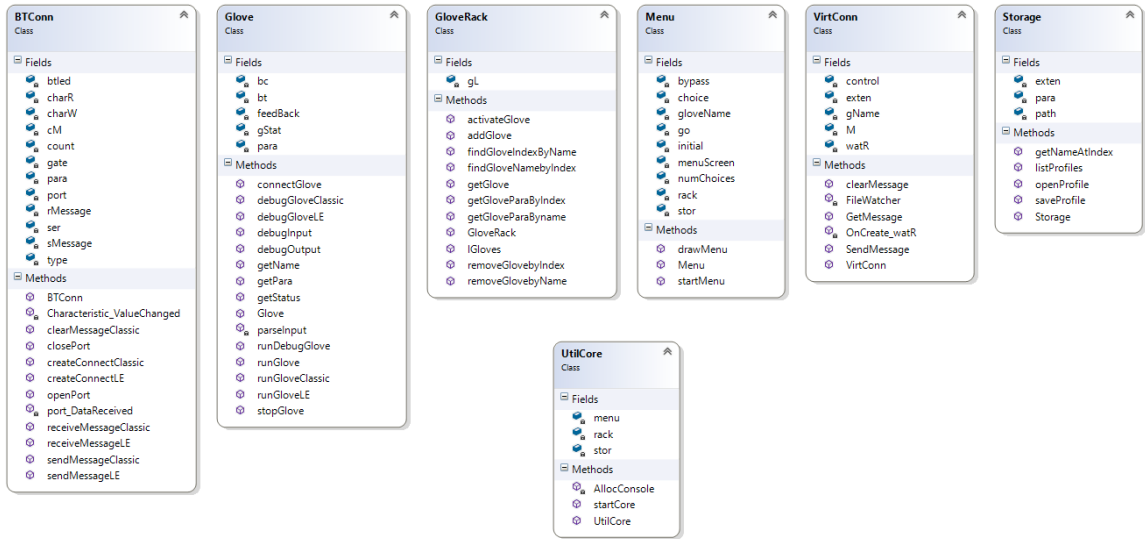 BTConn
Class
Fields
btled
charR
charW
cM
count
gate
para
port
rMessage
ser
sMessage
type
Methods
BTConn
Characteristic_ValueChanged
clearMessageClassic
closePort
createConnectClassic
createConnectLE
openPort
port_DataReceived
receiveMessageClassic
receiveMessageLE
sendMessageClassic
sendMessageLE
Glove
Class
Fields
bc
bt
feedBack
gStat
para
Methods
connectGlove
debugGloveClassic
debugGloveLE
debugInput
debugOutput
getName
getPara
getStatus
Glove
parseInput
runDebugGlove
runGlove
runGloveClassic
runGloveLE
stopGlove
GloveRack
Class
Fields
gL
Methods
activateGlove
addGlove
findGloveIndexByName
findGloveNamebyIndex
getGlove
getGloveParaByIndex
getGloveParaByname
GloveRack
lGloves
removeGlovebyIndex
removeGlovebyName
Menu
Class
Fields
bypass
choice
gloveName
go
initial
menuScreen
numChoices
rack
stor
Methods
drawMenu
Menu
startMenu
VirtConn
Class
Fields
control
exten
gName
M
watR
Methods
clearMessage
FileWatcher
GetMessage
OnCreate_watR
SendMessage
VirtConn
Storage
Class
Fields
exten
para
path
Methods
getNameAtIndex
listProfiles
openProfile
saveProfile
Storage
UtilCore
Class
Fields
menu
rack
stor
Methods
AllocConsole
startCore
UtilCore